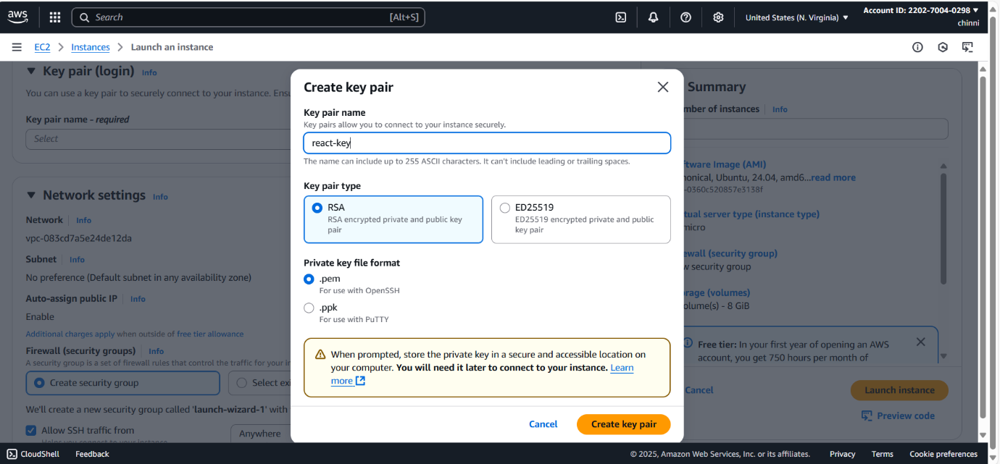 aws
Search
[Alt+S]
United States (N. Virginia)
Account ID: 2202-7004-0298
chinni
EC2
Instances
Launch an instance
Key pair (login) Info
You can use a key pair to securely connect to your instance.
Key pair name - required
Select
Network settings Info
Network Info
vpc-083cd7a5e24de12da
Subnet Info
No preference (Default subnet in any availability zone)
Auto-assign public IP Info
Enable
Additional charges apply when outside of free tier allowance
Firewall (security groups) Info
A security group is a set of firewall rules that control the traffic for your
Create security group
Select
We'll create a new security group called 'launch-wizard-1' with
Allow SSH traffic from
Anywhere
Create key pair
Key pair name
Key pairs allow you to connect to your instance securely.
react-key
The name can include up to 255 ASCII characters. It can't include leading or trailing spaces.
Key pair type
RSA
RSA encrypted private and public key
pair
ED25519
ED25519 encrypted private and public
key pair
Private key file format
.pem
For use with OpenSSH
.ppk
For use with PuTTY
When prompted, store the private key in a secure and accessible location on
your computer. You will need it later to connect to your instance. Learn
more
Cancel
Create key pair
Summary
of instances Info
Image (AMI)
Ubuntu, 24.04, amd6...read more
-0360c520857e3138f
server type (instance type)
(security group)
security group
(volumes)
- 8 GiB
Free tier: In your first year of opening an AWS
account, you get 750 hours per month of
Cancel
Launch instance
Preview code
CloudShell
Feedback
© 2025, Amazon Web Services, Inc. or its affiliates.
Privacy
Terms
Cookie preferences